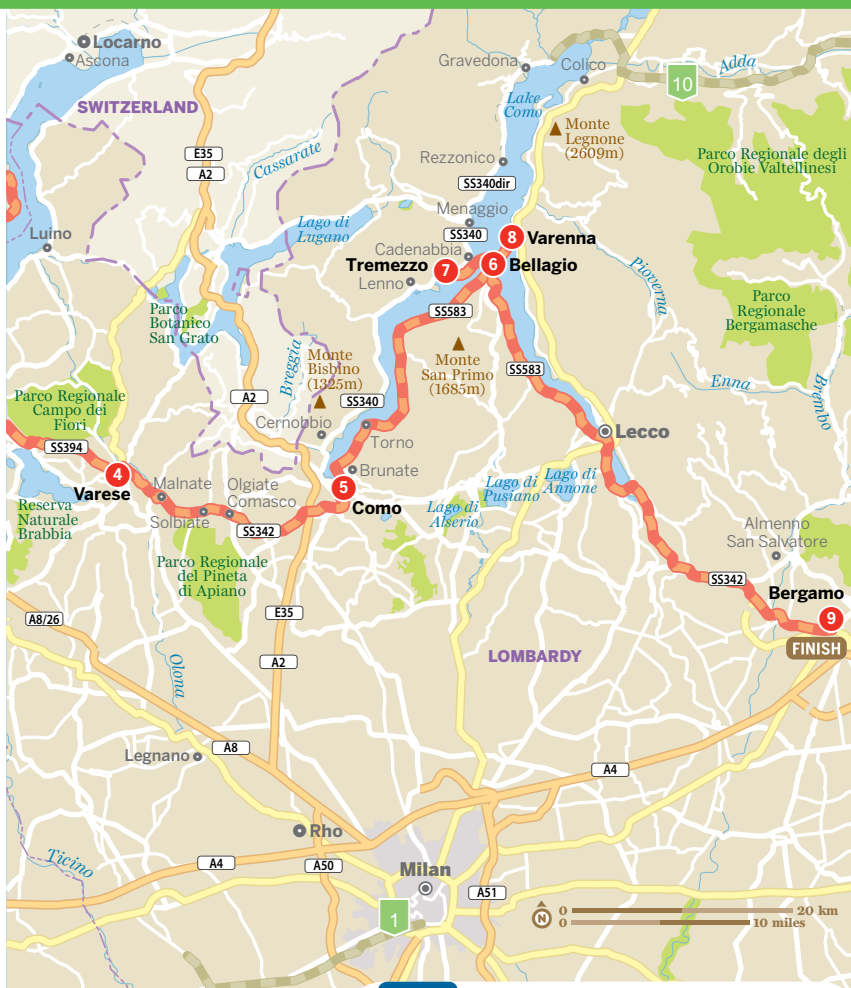 Locarno
Ascona
SWITZERLAND
E35
A2
Cassarate
Gravedona
Colico
Adda
10
Lake
Como
Monte
Legnone
(2609m)
Parco Regionale degli
Orobie Valtellinesi
Rezzonico
SS340dir
Menaggio
SS340
Luino
Lago di
Lugano
Cadenabbia
8 Varenna
Tremezzo 7
6 Bellagio
Lenno
Pioverna
Parco
Botanico
San Grato
SS583
Parco
Regionale
Bergamasche
Breggia
Monte
Bisbino
(1325m)
Monte
San Primo
(1685m)
SS583
Enna
Brembo
Parco Regionale
Campo dei
Fiori
A2
SS340
Cernobbio
Torno
Lecco
SS394
4
Varese
Malnate
Olgiate
Comasco
Solbiate
Brunate
5
Como
Lago di
Pusiano
Lago di
Annone
Lago di
Alserio
Reserva
Naturale
Brabbia
SS342
Almenno
San Salvatore
Parco Regionale
del Pineta
di Apiano
SS342
Bergamo
9
FINISH
A8/26
E35
A2
LOMBARDY
Olona
Legnano
A8
A4
Rho
Ticino
A4
A50
Milan
A51
1
N
0 20 km
0 10 miles